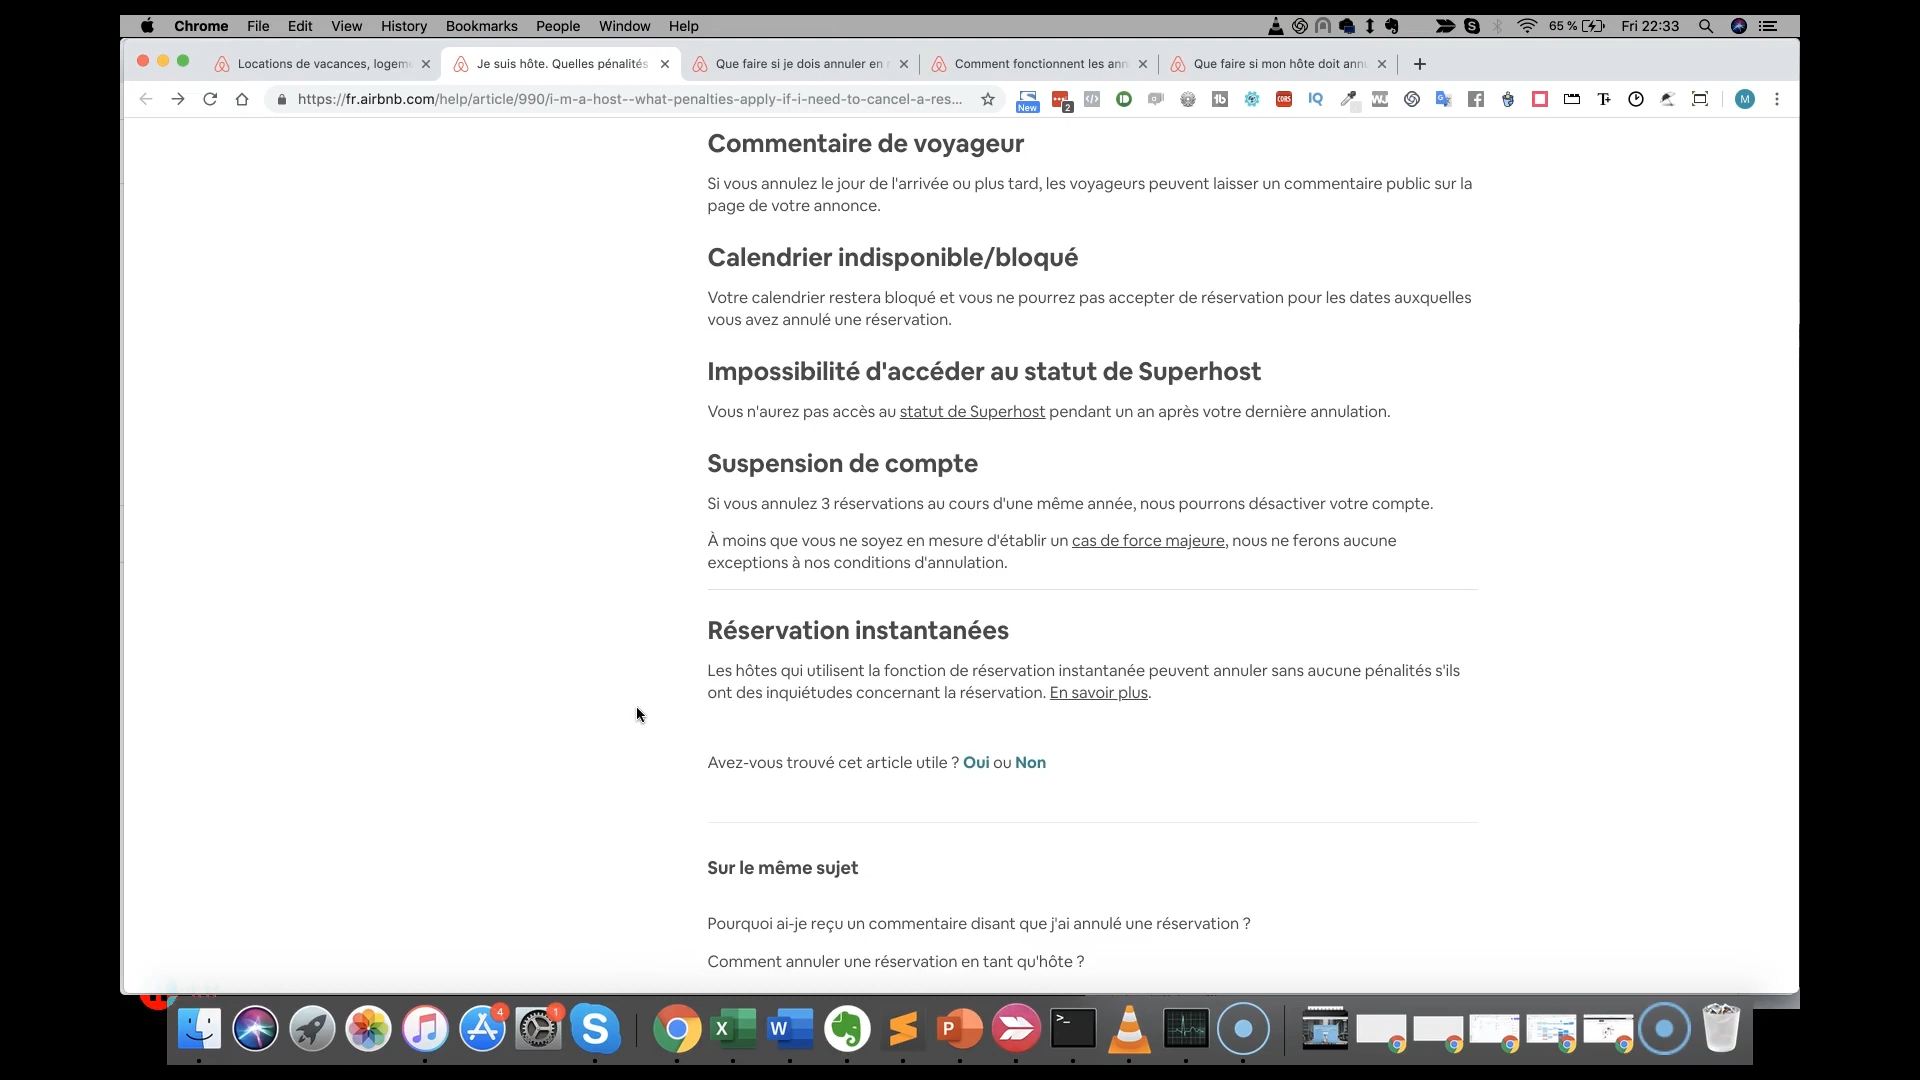 Chrome File Edit View History Bookmarks People Window Help 65 % Fri 22:33
Locations de vacances, logem
Je suis hôte. Quelles pénalités
Que faire si je dois annuler en
Comment fonctionnent les ann
Que faire si mon hôte doit ann
https://fr.airbnb.com/help/article/990/i-m-a-host--what-penalties-apply-if-i-need-to-cancel-a-res...
New 2 tb CORS IQ M
Commentaire de voyageur
Si vous annulez le jour de l'arrivée ou plus tard, les voyageurs peuvent laisser un commentaire public sur la
page de votre annonce.
Calendrier indisponible/bloqué
Votre calendrier restera bloqué et vous ne pourrez pas accepter de réservation pour les dates auxquelles
vous avez annulé une réservation.
Impossibilité d'accéder au statut de Superhost
Vous n'aurez pas accès au statut de Superhost pendant un an après votre dernière annulation.
Suspension de compte
Si vous annulez 3 réservations au cours d'une même année, nous pourrons désactiver votre compte.
À moins que vous ne soyez en mesure d'établir un cas de force majeure, nous ne ferons aucune
exceptions à nos conditions d'annulation.
Réservation instantanées
Les hôtes qui utilisent la fonction de réservation instantanée peuvent annuler sans aucune pénalités s'ils
ont des inquiétudes concernant la réservation. En savoir plus.
Avez-vous trouvé cet article utile ? Oui ou Non
Sur le même sujet
Pourquoi ai-je reçu un commentaire disant que j'ai annulé une réservation ?
Comment annuler une réservation en tant qu'hôte ?
4 1